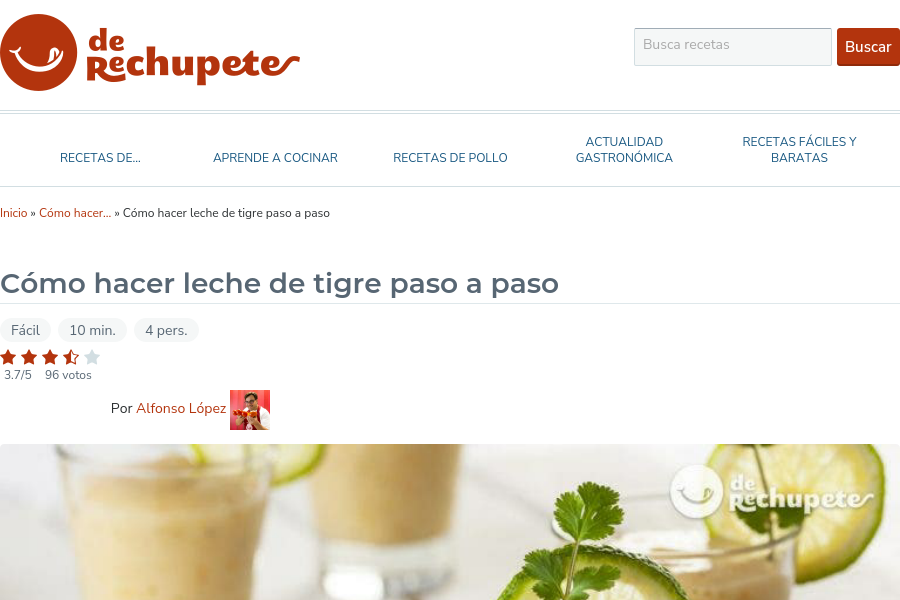 de
Rechupete
Busca recetas
Buscar
RECETAS DE...
APRENDE A COCINAR
RECETAS DE POLLO
ACTUALIDAD
GASTRONÓMICA
RECETAS FÁCILES Y
BARATAS
Inicio » Cómo hacer... » Cómo hacer leche de tigre paso a paso
Cómo hacer leche de tigre paso a paso
Fácil
10 min.
4 pers.
3.7/5 96 votos
Por Alfonso López
de
Rechupete